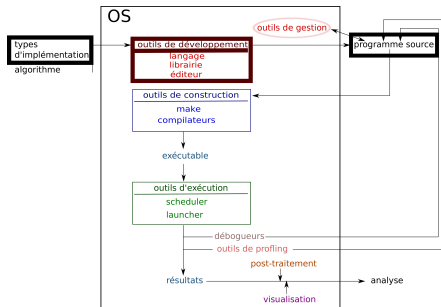 OS
types
d'implémentation
algorithme
outils de développement
langage
librairie
éditeur
outils de gestion
programme source
outils de construction
make
compilateurs
exécutable
outils d'exécution
scheduler
launcher
débogueurs
outils de profling
post-traitement
résultats
analyse
visualisation